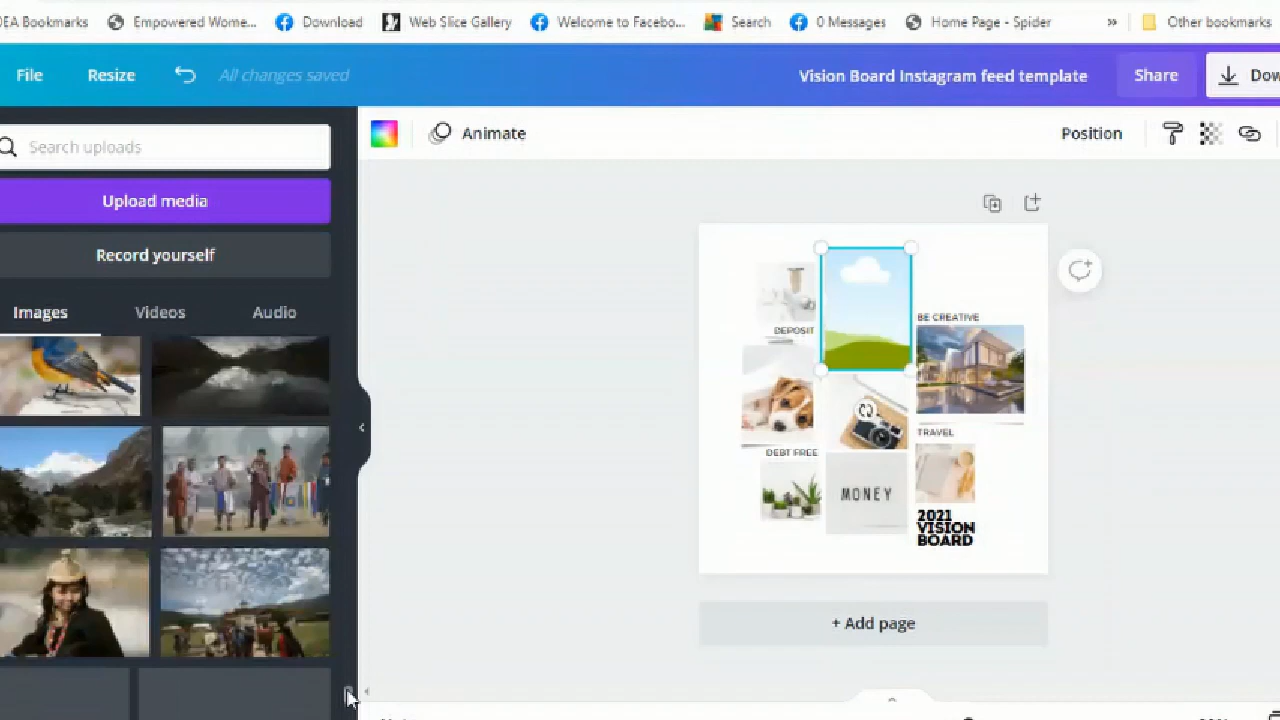 EA Bookmarks Empowered Wome... Download Web Slice Gallery Welcome to Facebo... Search 0 Messages Home Page - Spider » Other bookmarks
File Resize All changes saved Vision Board Instagram feed template Share Dow
Animate Position
Search uploads
Upload media
Record yourself
Images Videos Audio
DEPOSIT
BE CREATIVE
TRAVEL
DEBT FREE
MONEY
2021
VISION
BOARD
+ Add page